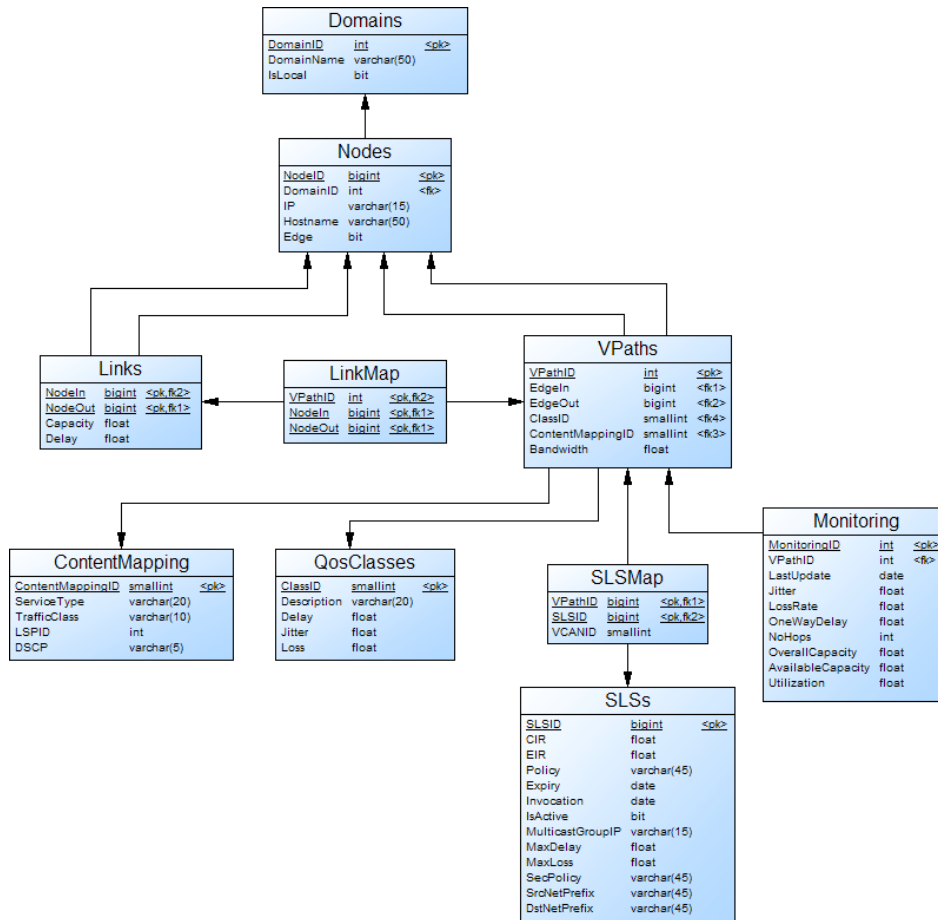 Domains
DomainID int <pk>
DomainName varchar(50)
IsLocal bit
Nodes
NodeID bigint <pk>
DomainID int <fk>
IP varchar(15)
Hostname varchar(50)
Edge bit
Links
NodeIn bigint <pk,fk2>
NodeOut bigint <pk,fk1>
Capacity float
Delay float
LinkMap
VPathID int <pk,fk2>
NodeIn bigint <pk,fk1>
NodeOut bigint <pk,fk1>
VPaths
VPathID int <pk>
EdgeIn bigint <fk1>
EdgeOut bigint <fk2>
ClassID smallint <fk4>
ContentMappingID smallint <fk3>
Bandwidth float
ContentMapping
ContentMappingID smallint <pk>
ServiceType varchar(20)
TrafficClass varchar(10)
LSPID int
DSCP varchar(5)
QosClasses
ClassID smallint <pk>
Description varchar(20)
Delay float
Jitter float
Loss float
SLSMap
VPathID bigint <pk,fk1>
SLSID bigint <pk,fk2>
VCANID smallint
Monitoring
MonitoringID int <pk>
VPathID int <fk>
LastUpdate date
Jitter float
LossRate float
OneWayDelay float
NoHops int
OverallCapacity float
AvailableCapacity float
Utilization float
SLSs
SLSID bigint <pk>
CIR float
EIR float
Policy varchar(45)
Expiry date
Invocation date
IsActive bit
MulticastGroupIP varchar(15)
MaxDelay float
MaxLoss float
SecPolicy varchar(45)
SrcNetPrefix varchar(45)
DstNetPrefix varchar(45)